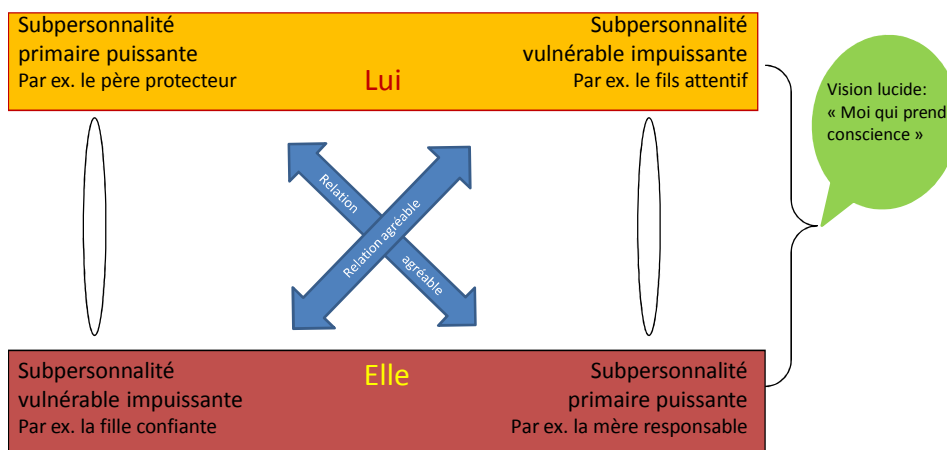 Subpersonnalité
primaire puissante
Par ex. le père protecteur
Lui
Subpersonnalité
vulnérable impuissante
Par ex. le fils attentif
Vision lucide:
« Moi qui prend
conscience »
Relation
agréable
Relation agréable
Subpersonnalité
vulnérable impuissante
Par ex. la fille confiante
Elle
Subpersonnalité
primaire puissante
Par ex. la mère responsable